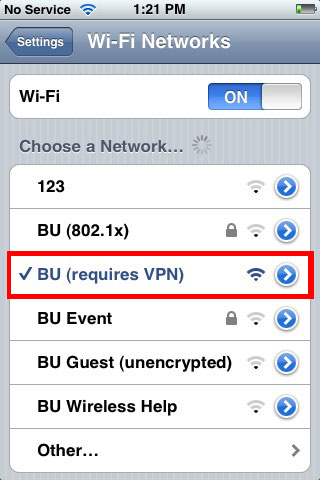 No Service 1:21 PM
Settings Wi-Fi Networks
Wi-Fi ON
Choose a Network...
123
BU (802.1x)
BU (requires VPN)
BU Event
BU Guest (unencrypted)
BU Wireless Help
Other...